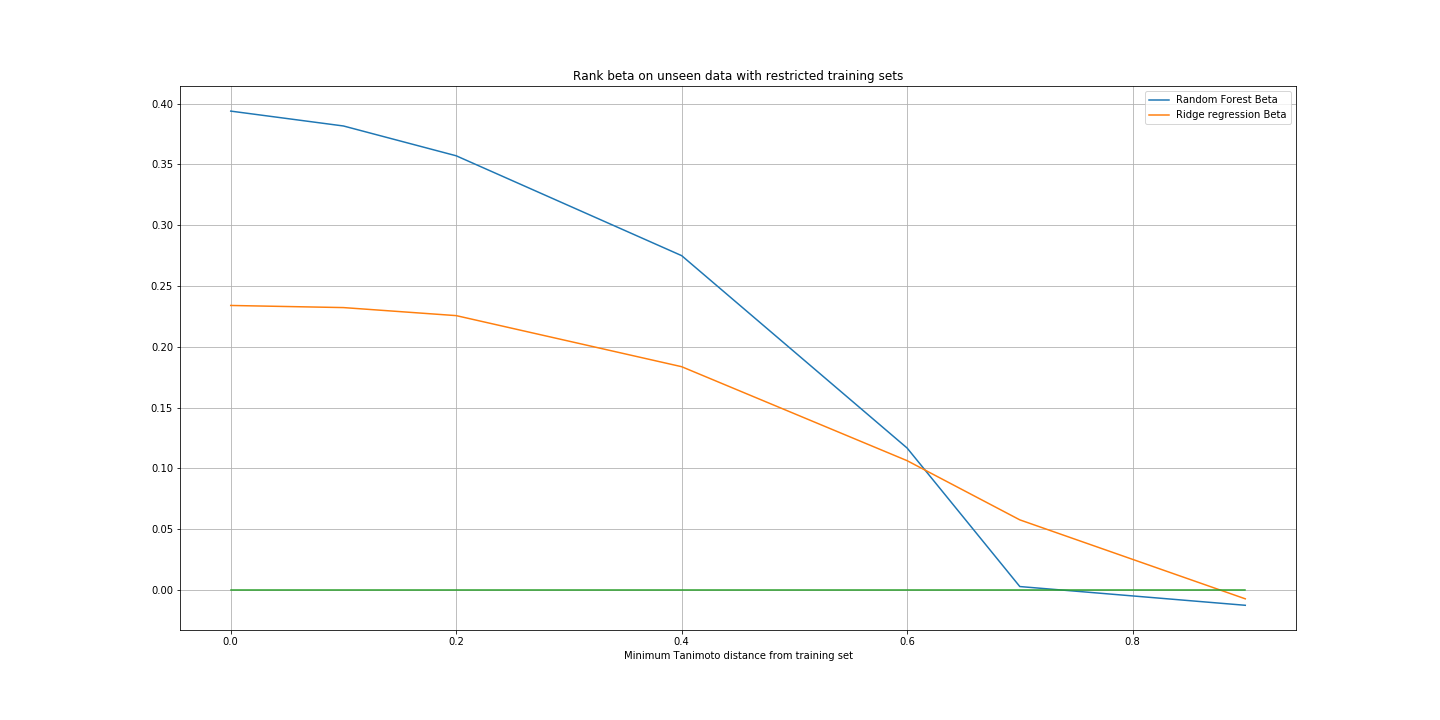 Rank beta on unseen data with restricted training sets
Random Forest Beta
Ridge regression Beta
0.40
0.35
0.30
0.25
0.20
0.15
0.10
0.05
0.00
0.0 0.2 0.4 0.6 0.8
Minimum Tanimoto distance from training set